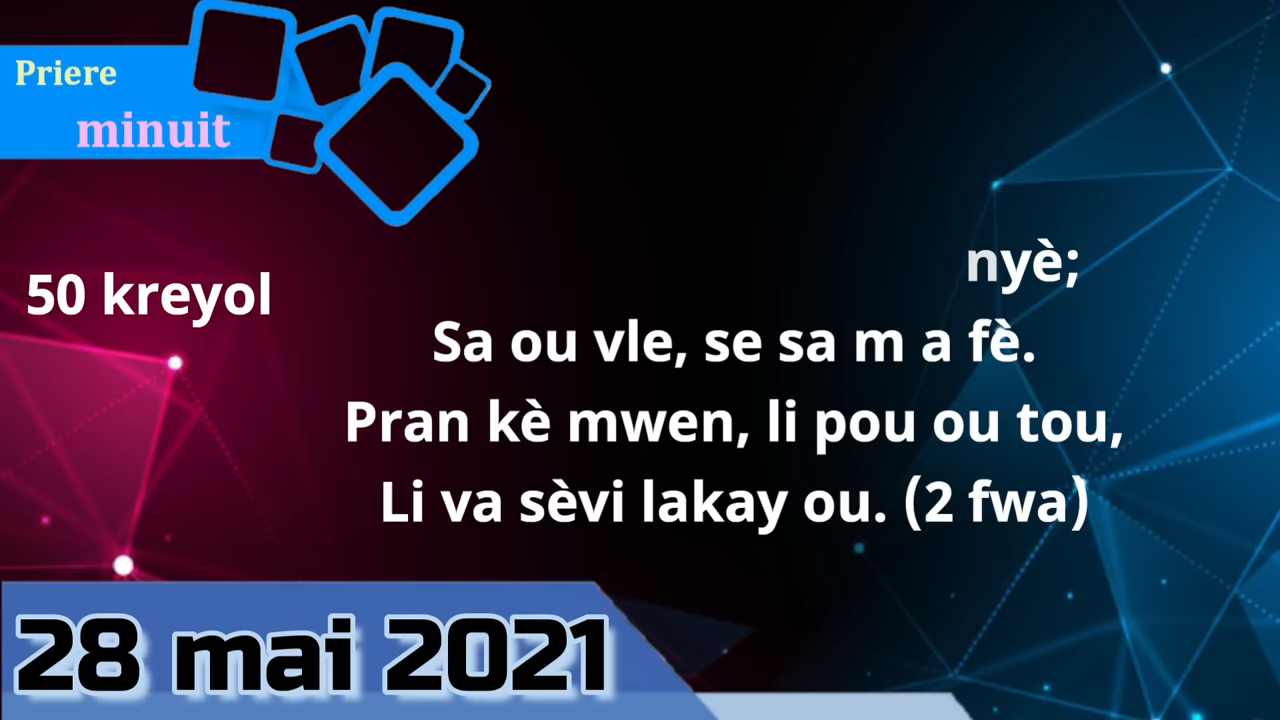 Priere
minuit
50 kreyol
nyè;
Sa ou vle, se sa m a fè.
Pran kè mwen, li pou ou tou,
Li va sèvi lakay ou. (2 fwa)
28 mai 2021